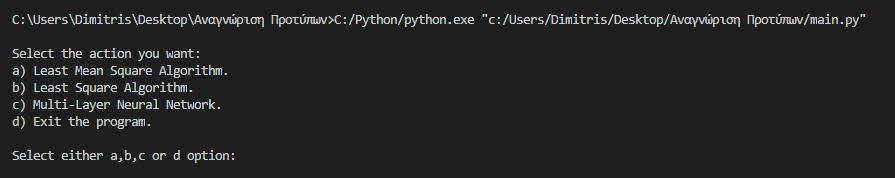 C:\Users\Dimitris\Desktop\Αναγνώριση Προτύπων>C:/Python/python.exe "c:/Users/Dimitris/Desktop/Αναγνώριση Προτύπων/main.py"
Select the action you want:
a) Least Mean Square Algorithm.
b) Least Square Algorithm.
c) Multi-Layer Neural Network.
d) Exit the program.
Select either a,b,c or d option: